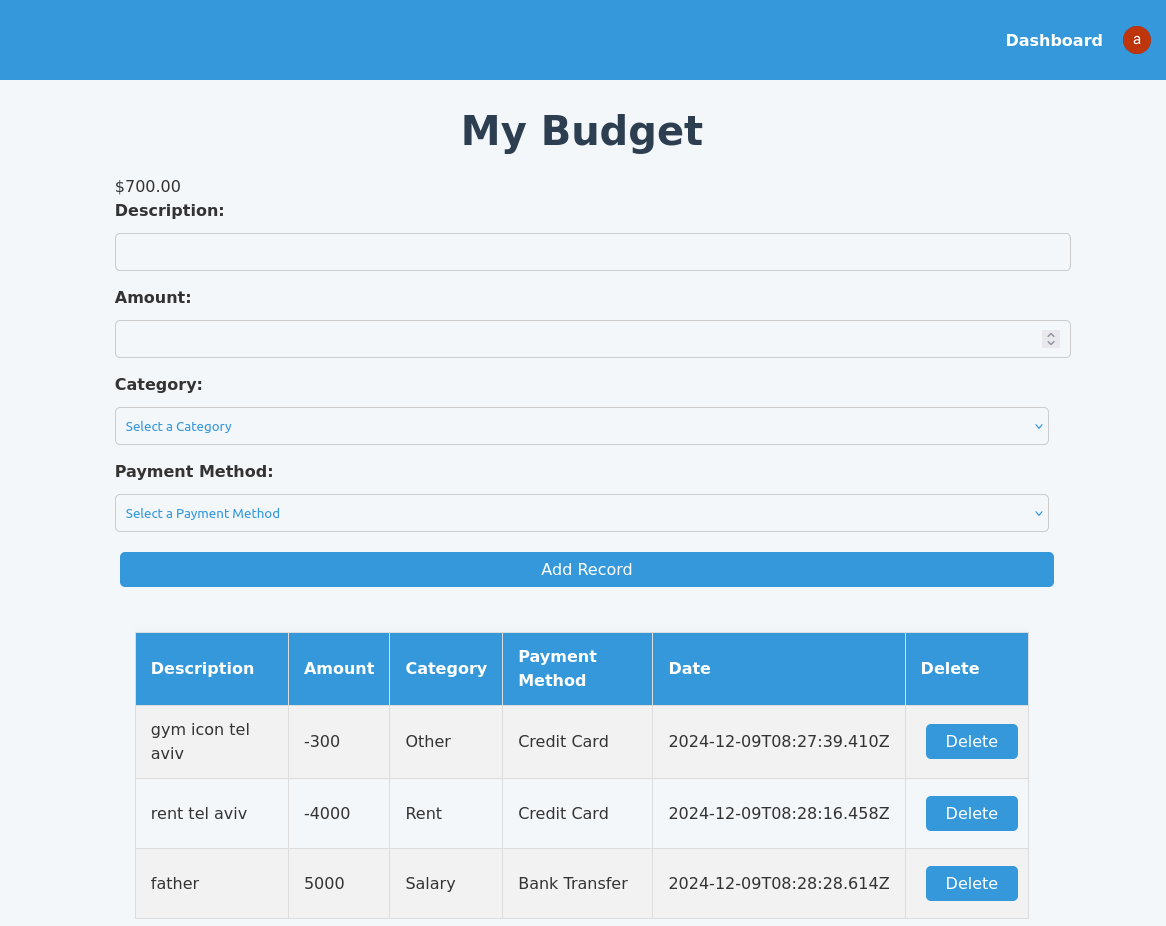 Dashboard
a
My Budget
$700.00
Description:
Amount:
Category:
Select a Category
Payment Method:
Select a Payment Method
Add Record
Description Amount Category Payment Method Date Delete
gym icon tel aviv -300 Other Credit Card 2024-12-09T08:27:39.410Z Delete
rent tel aviv -4000 Rent Credit Card 2024-12-09T08:28:16.458Z Delete
father 5000 Salary Bank Transfer 2024-12-09T08:28:28.614Z Delete